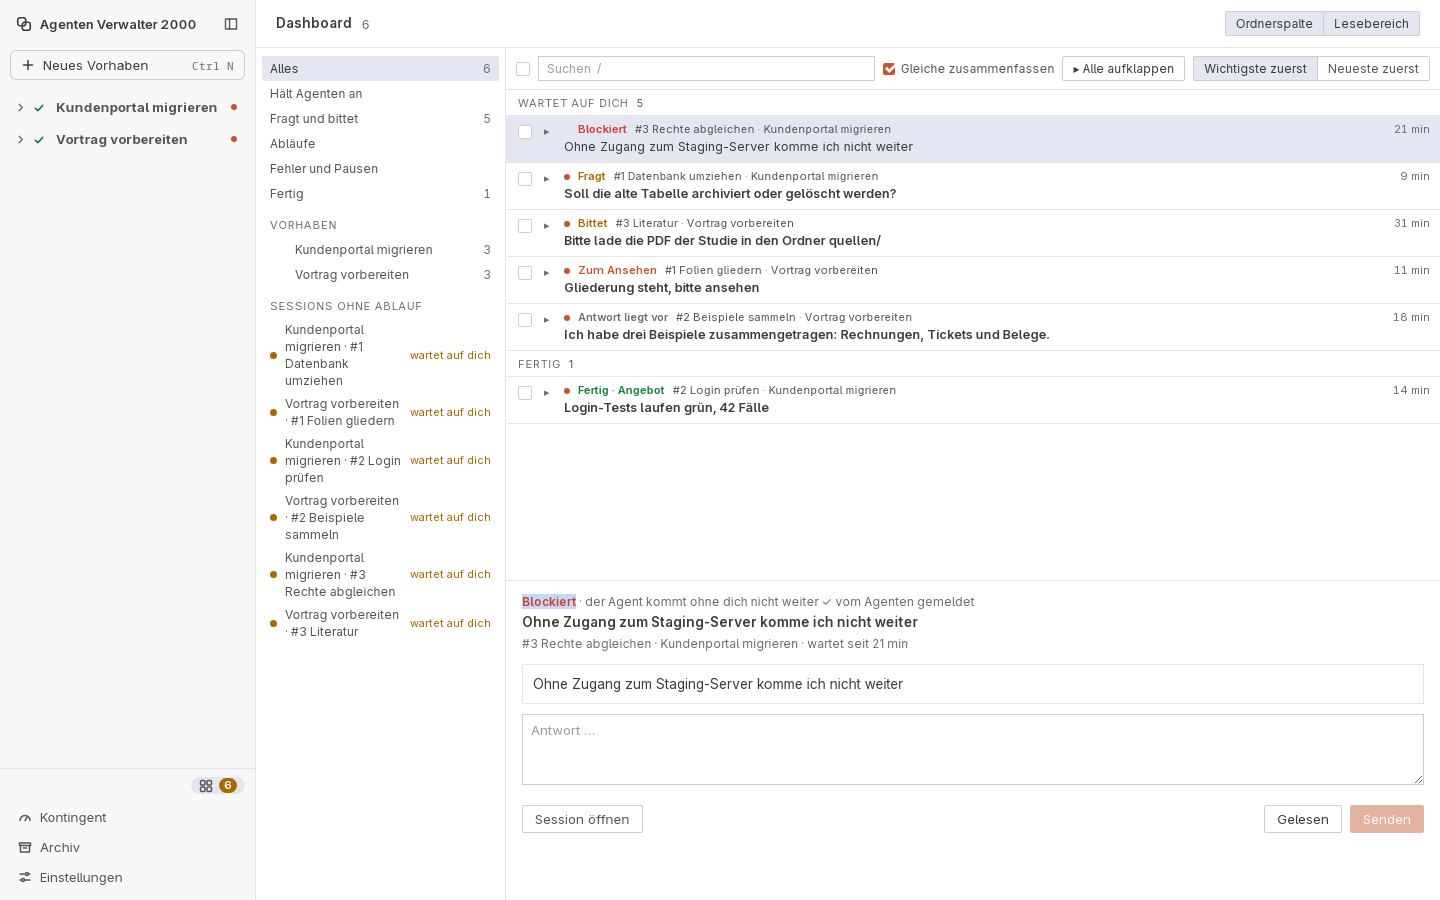 Agenten Verwalter 2000
Neues Vorhaben Ctrl N
Kundenportal migrieren
Vortrag vorbereiten
6
Kontingent
Archiv
Einstellungen
Dashboard 6
Ordnerspalte Lesebereich
Alles 6
Hält Agenten an
Fragt und bittet 5
Abläufe
Fehler und Pausen
Fertig 1
VORHABEN
Kundenportal migrieren 3
Vortrag vorbereiten 3
SESSIONS OHNE ABLAUF
Kundenportal
migrieren · #1
Datenbank
umziehen
wartet auf dich
Vortrag vorbereiten
· #1 Folien gliedern
wartet auf dich
Kundenportal
migrieren · #2 Login
prüfen
wartet auf dich
Vortrag vorbereiten
· #2 Beispiele
sammeln
wartet auf dich
Kundenportal
migrieren · #3
Rechte abgleichen
wartet auf dich
Vortrag vorbereiten
· #3 Literatur
wartet auf dich
Suchen /
Gleiche zusammenfassen
▸ Alle aufklappen
Wichtigste zuerst Neueste zuerst
WARTET AUF DICH 5
Blockiert #3 Rechte abgleichen · Kundenportal migrieren 21 min
Ohne Zugang zum Staging-Server komme ich nicht weiter
Fragt #1 Datenbank umziehen · Kundenportal migrieren 9 min
Soll die alte Tabelle archiviert oder gelöscht werden?
Bittet #3 Literatur · Vortrag vorbereiten 31 min
Bitte lade die PDF der Studie in den Ordner quellen/
Zum Ansehen #1 Folien gliedern · Vortrag vorbereiten 11 min
Gliederung steht, bitte ansehen
Antwort liegt vor #2 Beispiele sammeln · Vortrag vorbereiten 18 min
Ich habe drei Beispiele zusammengetragen: Rechnungen, Tickets und Belege.
FERTIG 1
Fertig · Angebot #2 Login prüfen · Kundenportal migrieren 14 min
Login-Tests laufen grün, 42 Fälle
Blockiert · der Agent kommt ohne dich nicht weiter ✓ vom Agenten gemeldet
Ohne Zugang zum Staging-Server komme ich nicht weiter
#3 Rechte abgleichen · Kundenportal migrieren · wartet seit 21 min
Ohne Zugang zum Staging-Server komme ich nicht weiter
Antwort …
Session öffnen Gelesen Senden